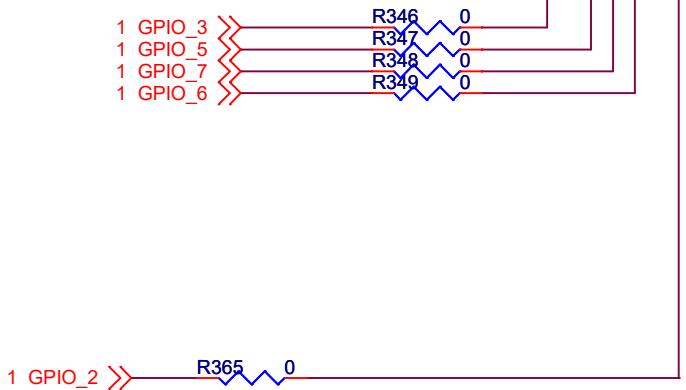 1 GPIO_3 R346 0
1 GPIO_5 R347 0
1 GPIO_7 R348 0
1 GPIO_6 R349 0
1 GPIO_2 R365 0